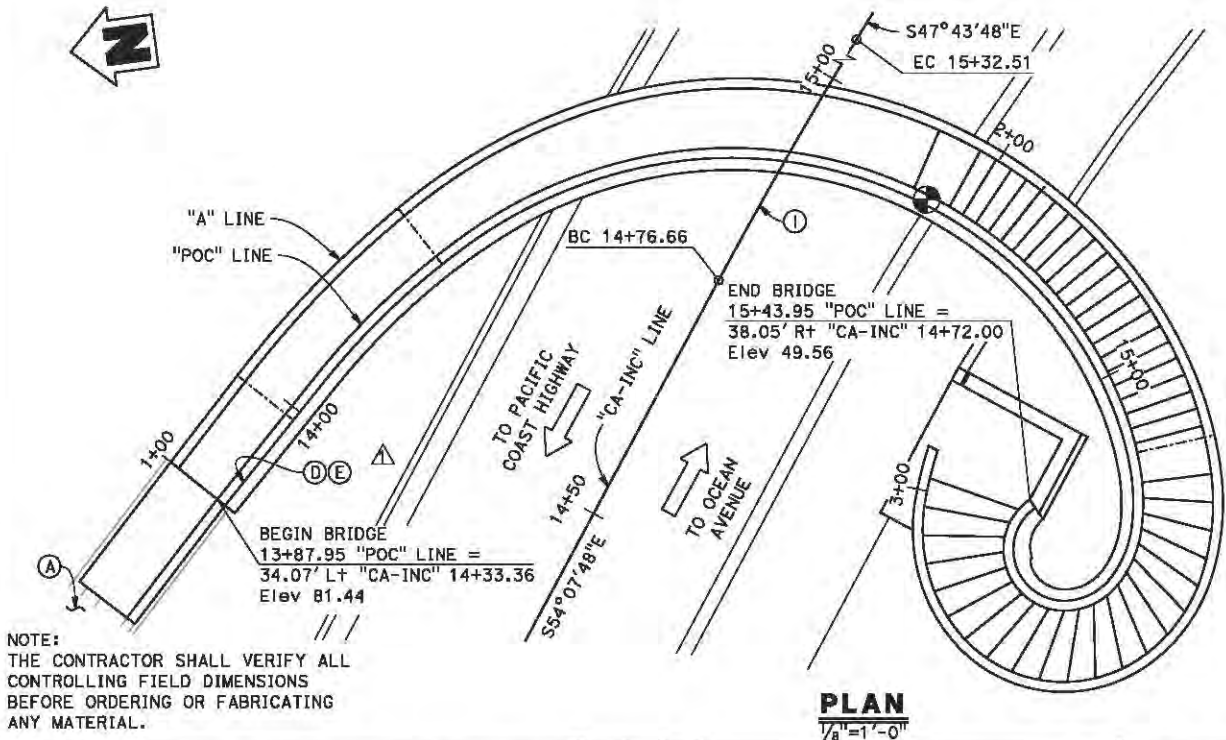 N
S47°43'48"E
EC 15+32.51
15+00
2+00
"A" LINE
"POC" LINE
BC 14+76.66
I
END BRIDGE
15+43.95 "POC" LINE =
38.05' Rt "CA-INC" 14+72.00
Elev 49.56
TO PACIFIC
COAST HIGHWAY
"CA-INC" LINE
15+00
1+00
14+00
D E
1
14+50
TO OCEAN
AVENUE
3+00
BEGIN BRIDGE
13+87.95 "POC" LINE =
34.07' Lt "CA-INC" 14+33.36
Elev 81.44
A
S54°07'48"E
NOTE:
THE CONTRACTOR SHALL VERIFY ALL
CONTROLLING FIELD DIMENSIONS
BEFORE ORDERING OR FABRICATING
ANY MATERIAL.
PLAN
1/8"=1'-0"